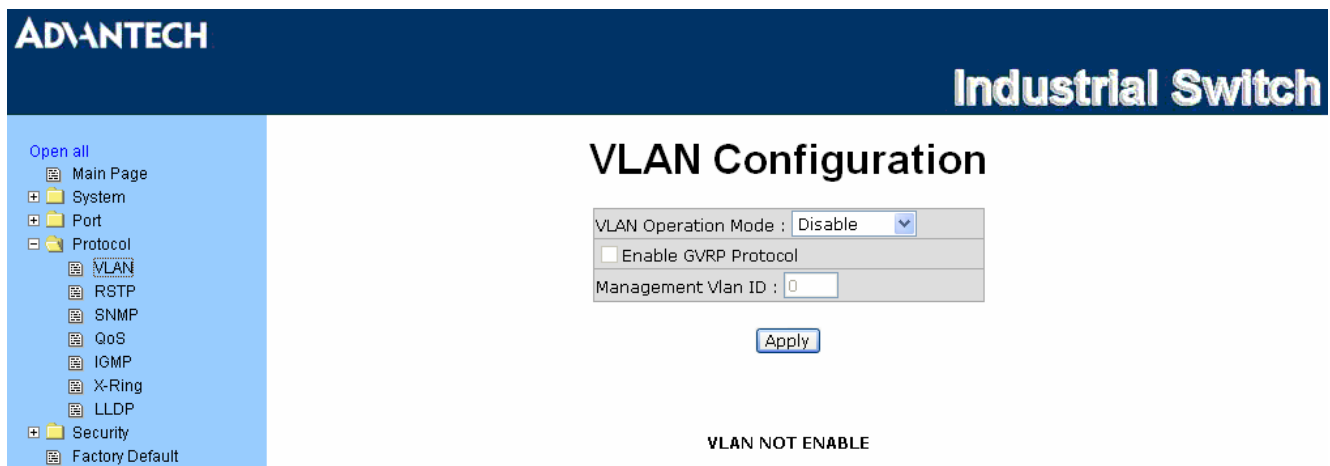 ADVANTECH
Industrial Switch
Open all
Main Page
System
Port
Protocol
VLAN
RSTP
SNMP
QoS
IGMP
X-Ring
LLDP
Security
Factory Default
VLAN Configuration
VLAN Operation Mode : Disable
Enable GVRP Protocol
Management Vlan ID : 0
Apply
VLAN NOT ENABLE